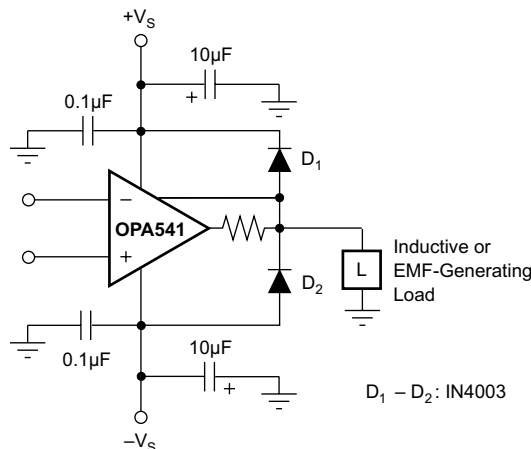 +VS
10µF
+
0.1µF
D1
−
OPA541
+
D2
L
Inductive or
EMF-Generating
Load
0.1µF
10µF
+
D1 – D2: IN4003
–VS